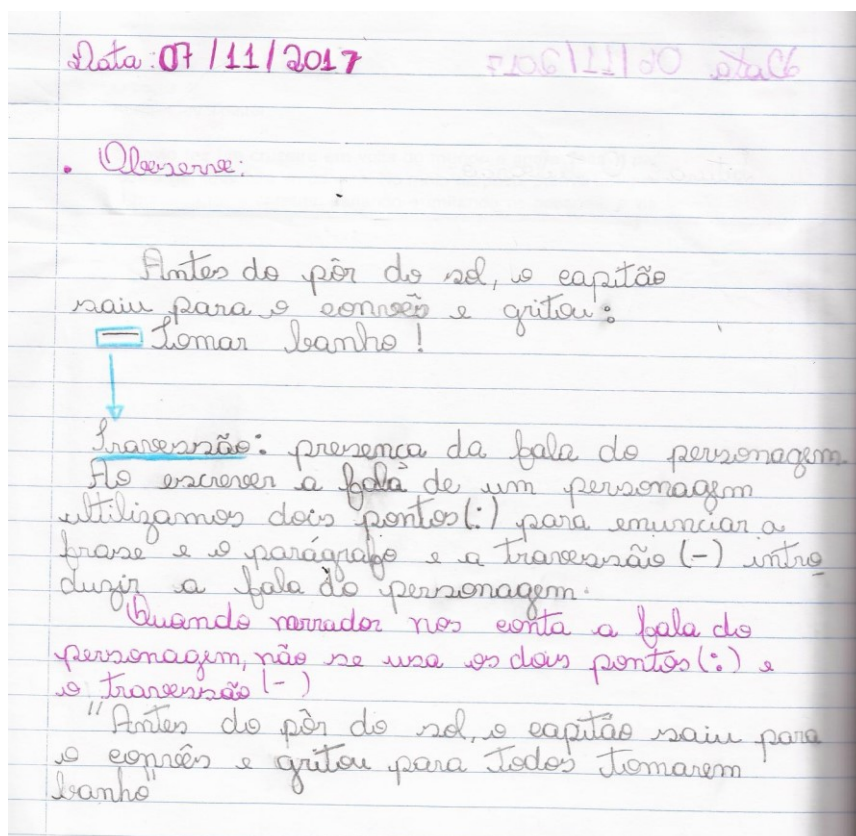 Data: 07/11/2017
. Observe:
Antes do pôr do sol, o capitão
saiu para o convés e gritou:
— Tomar banho!
Travessão: presença da fala do personagem
Ao escrever a fala de um personagem
ultilizamos dois pontos(:) para enunciar a
frase e o parágrafo e a travessão (-) intro
duzir a fala do personagem.
Quando narrador nos conta a fala do
personagem, não se usa os dois pontos(:) e
o travessão (-)
"Antes do pôr do sol, o capitão saiu para
o convés e gritou para todos tomarem
banho"